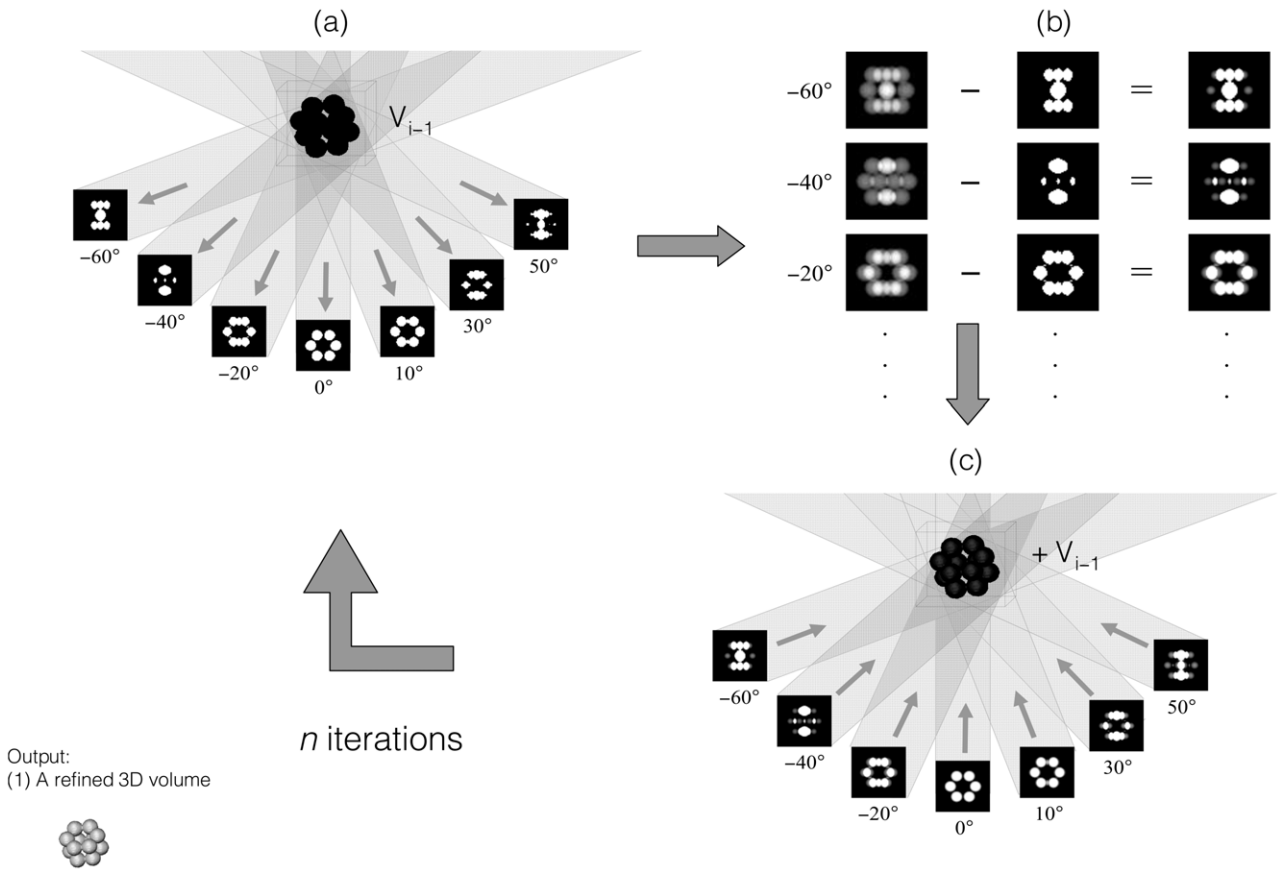 (a)
V i–1
–60°
–40°
–20°
0°
10°
30°
50°
(b)
–60° – =
–40° – =
–20° – =
. . .
. . .
. . .
(c)
+ V i–1
–60°
–40°
–20°
0°
10°
30°
50°
n iterations
Output:
(1) A refined 3D volume